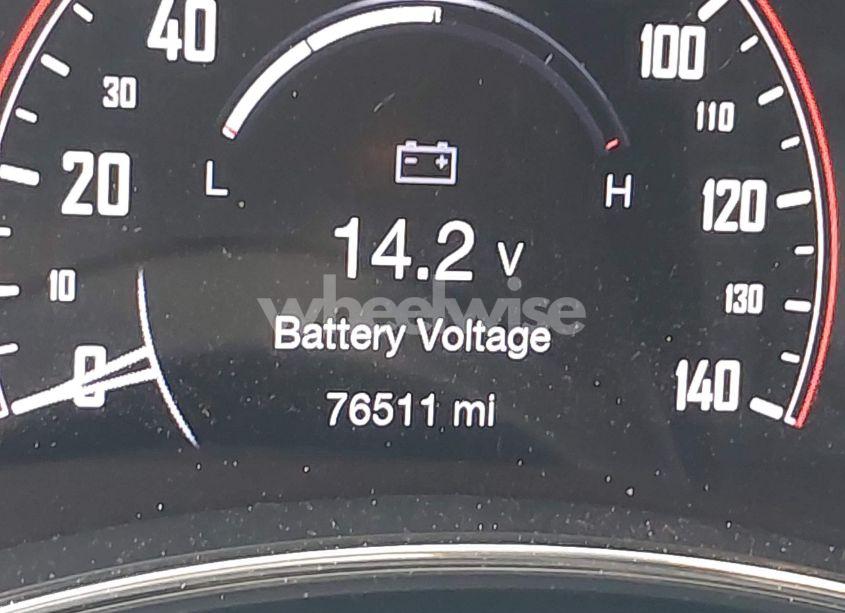 40
100
30
110
L
H
- +
20
120
14.2 v
10
130
wheelwise
Battery Voltage
0
140
76511 mi